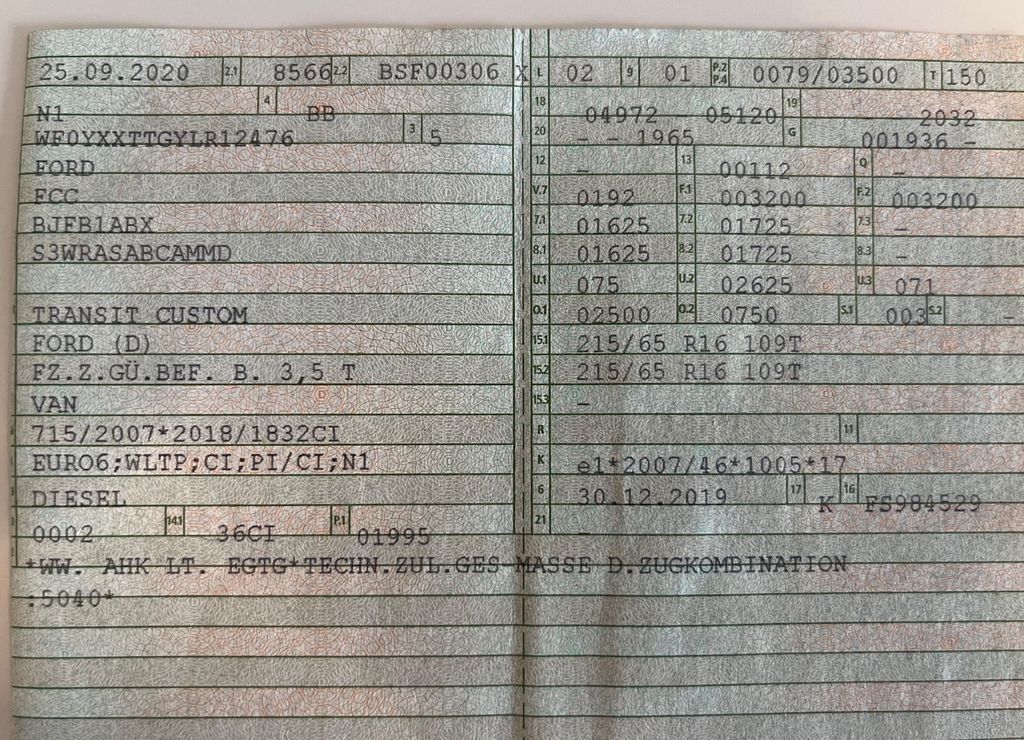 25.09.2020 2.1 8566 2.2 BSF00306 X L 02 9 01 P.2 P.4 0079/03500 T 150
N1 4 BB 18 04972 05120 19 2032
WF0YXXTTGYLR12476 3 5 20 – – 1965 G 001936 –
FORD 12 – 13 00112 Q –
FCC V.7 0192 F.1 003200 F.2 003200
BJFB1ABX 7.1 01625 7.2 01725 7.3 –
S3WRASABCAMMD 8.1 01625 8.2 01725 8.3 –
U.1 075 U.2 02625 U.3 071
TRANSIT CUSTOM O.1 02500 O.2 0750 S.1 003 S.2 –
FORD (D) 15.1 215/65 R16 109T
FZ.Z.GÜ.BEF. B. 3,5 T 15.2 215/65 R16 109T
VAN 15.3 –
715/2007*2018/1832CI R 11
EURO6;WLTP;CI;PI/CI;N1 K e1*2007/46*1005*17
DIESEL 6 30.12.2019 17 K 16 FS984529
0002 14.1 36CI P.1 01995 21 –
*WW. AHK LT. EGTG*TECHN.ZUL.GES-MASSE D.ZUGKOMBINATION
:5040*